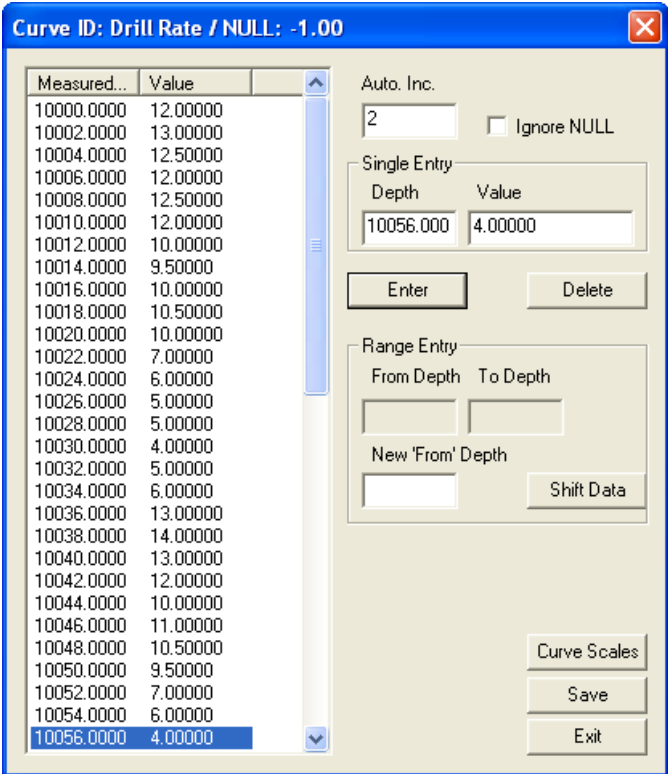 Curve ID: Drill Rate / NULL: -1.00
Measured... Value
10000.0000 12.00000
10002.0000 13.00000
10004.0000 12.50000
10006.0000 12.00000
10008.0000 12.50000
10010.0000 12.00000
10012.0000 10.00000
10014.0000 9.50000
10016.0000 10.00000
10018.0000 10.50000
10020.0000 10.00000
10022.0000 7.00000
10024.0000 6.00000
10026.0000 5.00000
10028.0000 5.00000
10030.0000 4.00000
10032.0000 5.00000
10034.0000 6.00000
10036.0000 13.00000
10038.0000 14.00000
10040.0000 13.00000
10042.0000 12.00000
10044.0000 10.00000
10046.0000 11.00000
10048.0000 10.50000
10050.0000 9.50000
10052.0000 7.00000
10054.0000 6.00000
10056.0000 4.00000
Auto. Inc.
2
Ignore NULL
Single Entry
Depth Value
10056.000 4.00000
Enter Delete
Range Entry
From Depth To Depth
New 'From' Depth
Shift Data
Curve Scales
Save
Exit